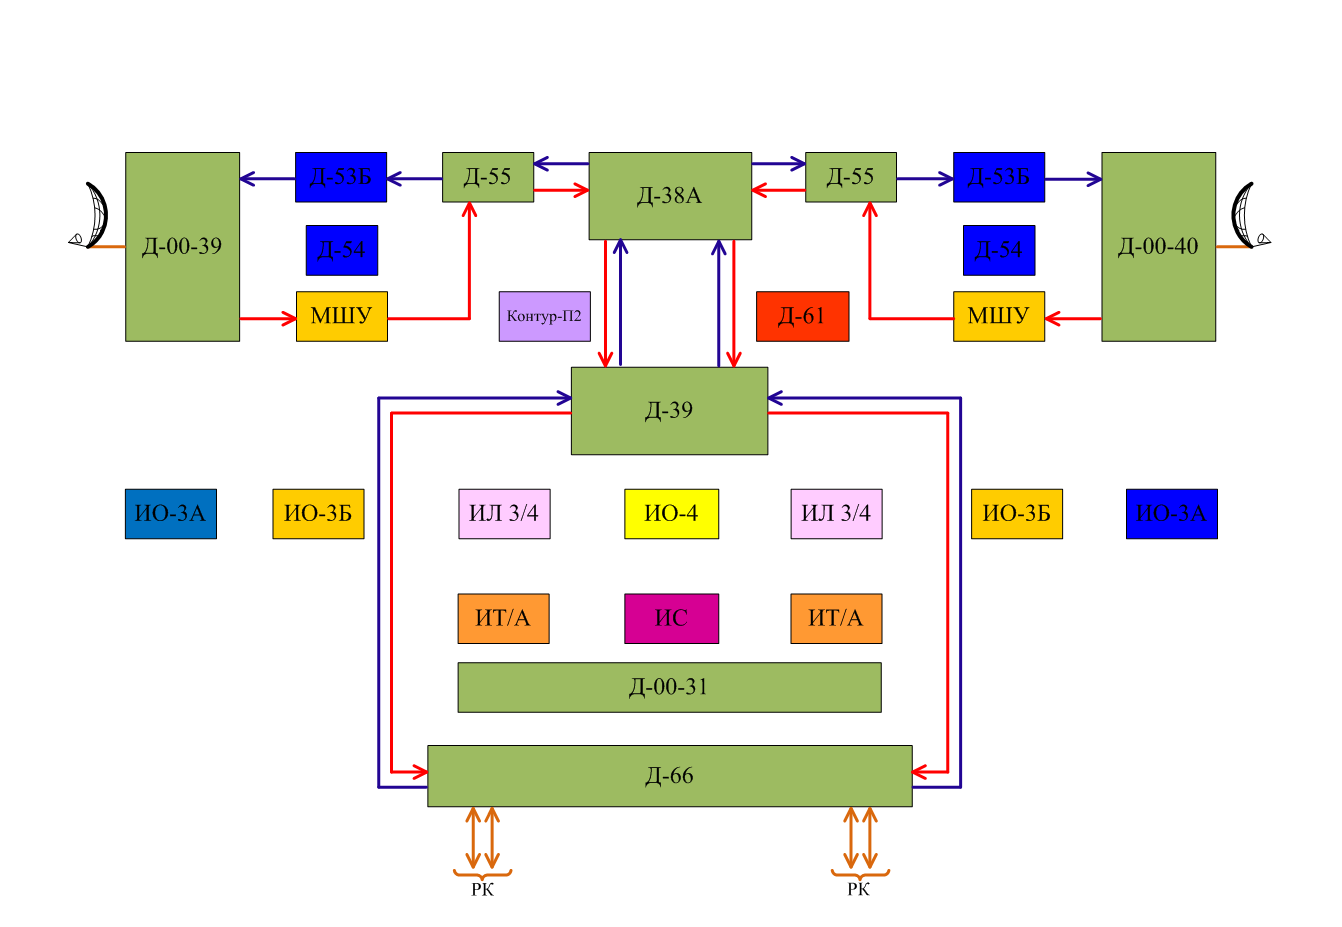 Д-53Б
Д-55
Д-38А
Д-55
Д-53Б
Д-00-39
Д-54
Д-54
Д-00-40
МШУ
Контур-П2
Д-61
МШУ
Д-39
ИО-3А
ИО-3Б
ИЛ 3/4
ИО-4
ИЛ 3/4
ИО-3Б
ИО-3А
ИТ/А
ИС
ИТ/А
Д-00-31
Д-66
РК
РК